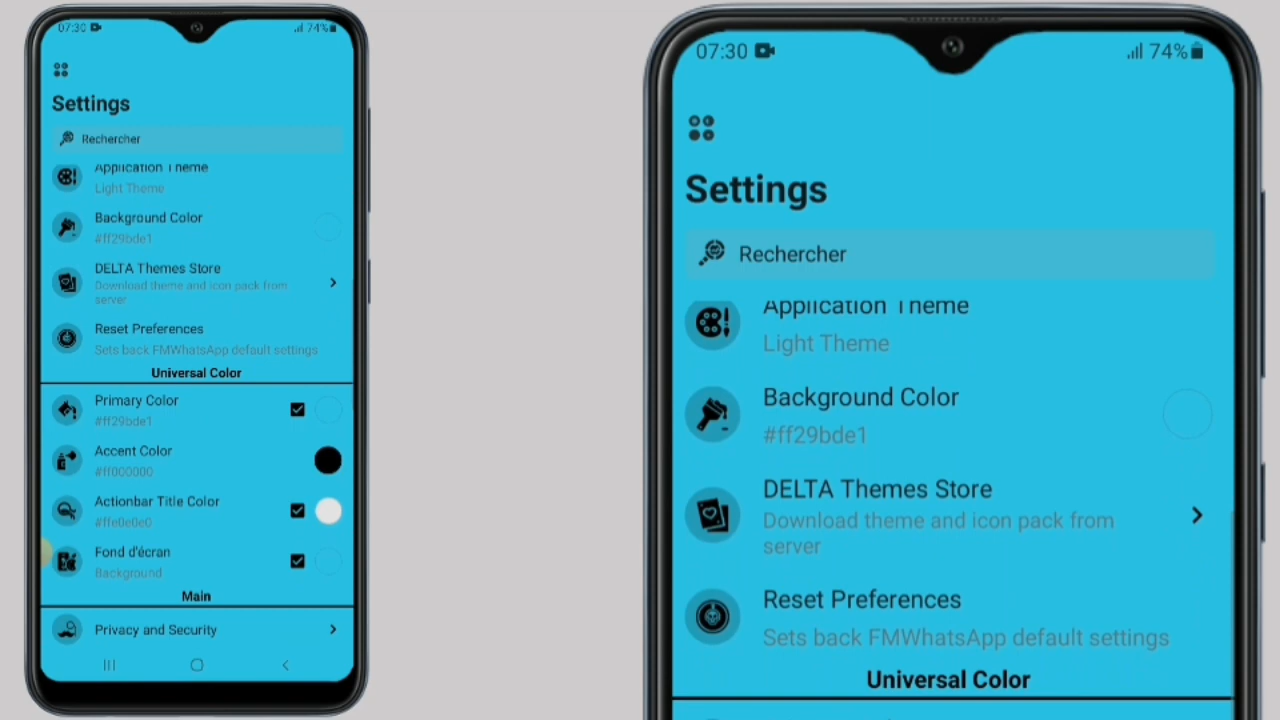 07:30
74%
Settings
Rechercher
Application Theme
Light Theme
Background Color
#ff29bde1
DELTA Themes Store
Download theme and icon pack from
server
Reset Preferences
Sets back FMWhatsApp default settings
Universal Color
Primary Color
#ff29bde1
Accent Color
#ff000000
Actionbar Title Color
#ffe0e0e0
Fond d'écran
Background
Main
Privacy and Security
07:30
74%
Settings
Rechercher
Application Theme
Light Theme
Background Color
#ff29bde1
DELTA Themes Store
Download theme and icon pack from
server
Reset Preferences
Sets back FMWhatsApp default settings
Universal Color